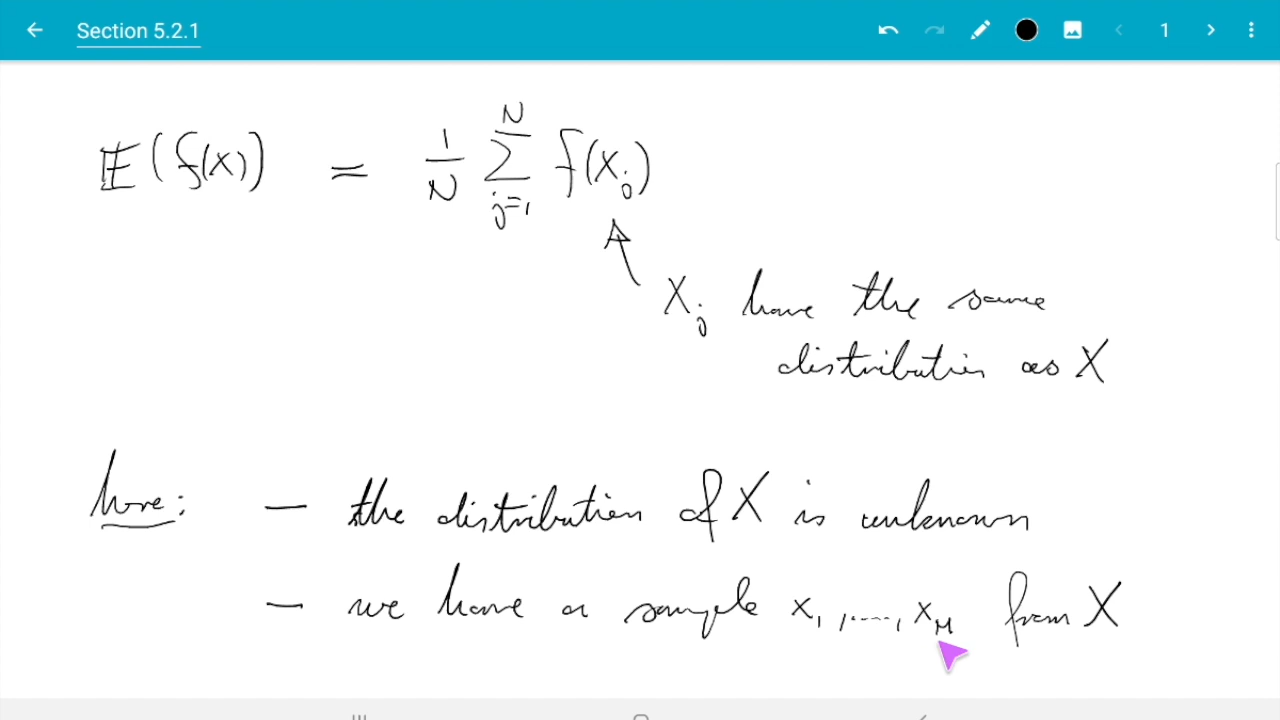 Section 5.2.1
1
𝔼(f(X)) = 1/N ∑_{j=1}^{N} f(X_j)
X_j have the same
distribution as X
here: — the distribution of X is unknown
— we have a sample x_1, ...., x_M from X